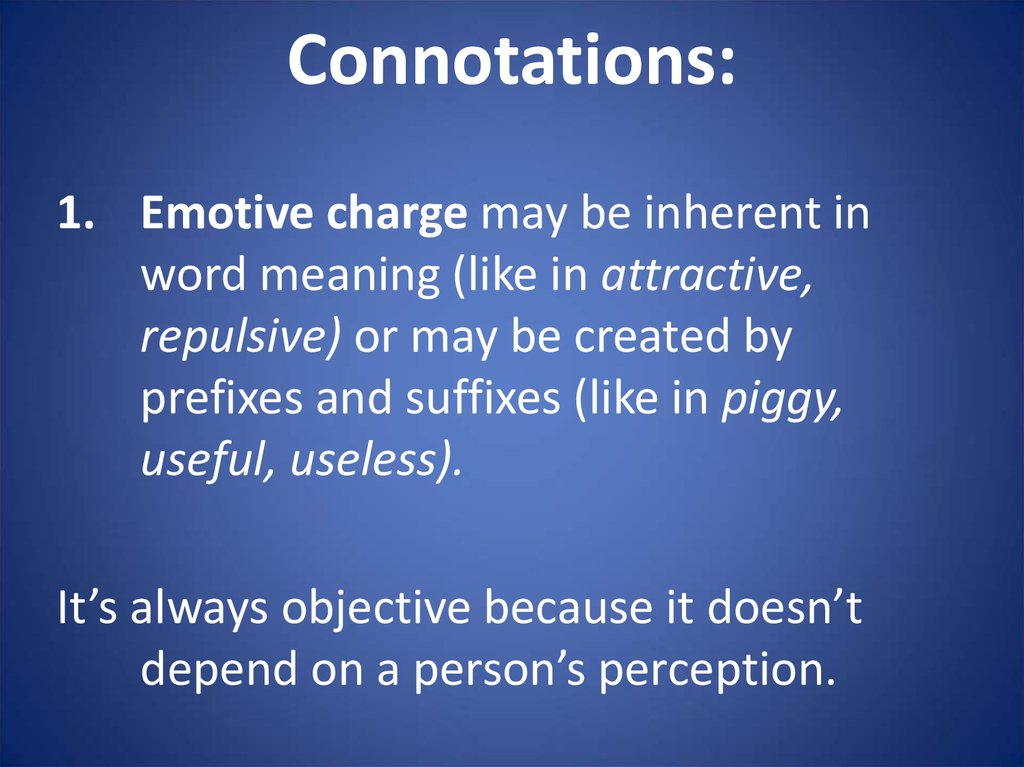 Connotations:
1. Emotive charge may be inherent in
word meaning (like in attractive,
repulsive) or may be created by
prefixes and suffixes (like in piggy,
useful, useless).
It’s always objective because it doesn’t
depend on a person’s perception.